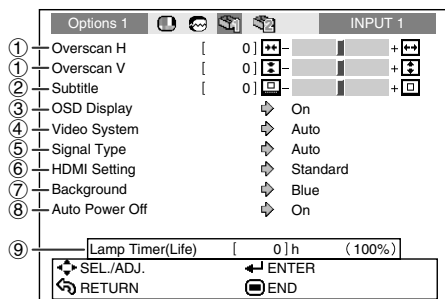 Options 1 INPUT 1
① Overscan H [ 0 ] - +
① Overscan V [ 0 ] - +
② Subtitle [ 0 ] - +
③ OSD Display On
④ Video System Auto
⑤ Signal Type Auto
⑥ HDMI Setting Standard
⑦ Background Blue
⑧ Auto Power Off On
⑨ Lamp Timer(Life) [ 0 ] h (100%)
SEL./ADJ. ENTER
RETURN END